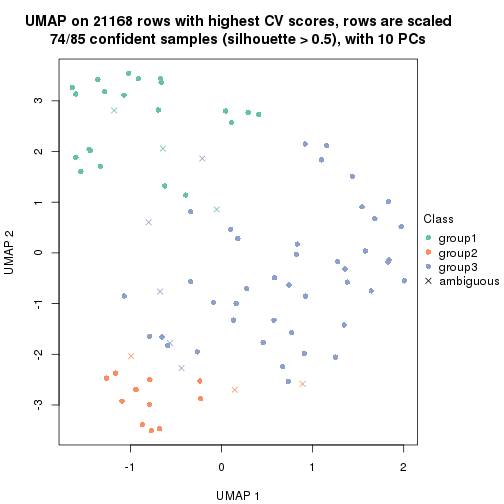 UMAP on 21168 rows with highest CV scores, rows are scaled
74/85 confident samples (silhouette > 0.5), with 10 PCs
UMAP 2
3
2
1
0
-1
-2
-3
-1
0
1
2
UMAP 1
Class
group1
group2
group3
ambiguous